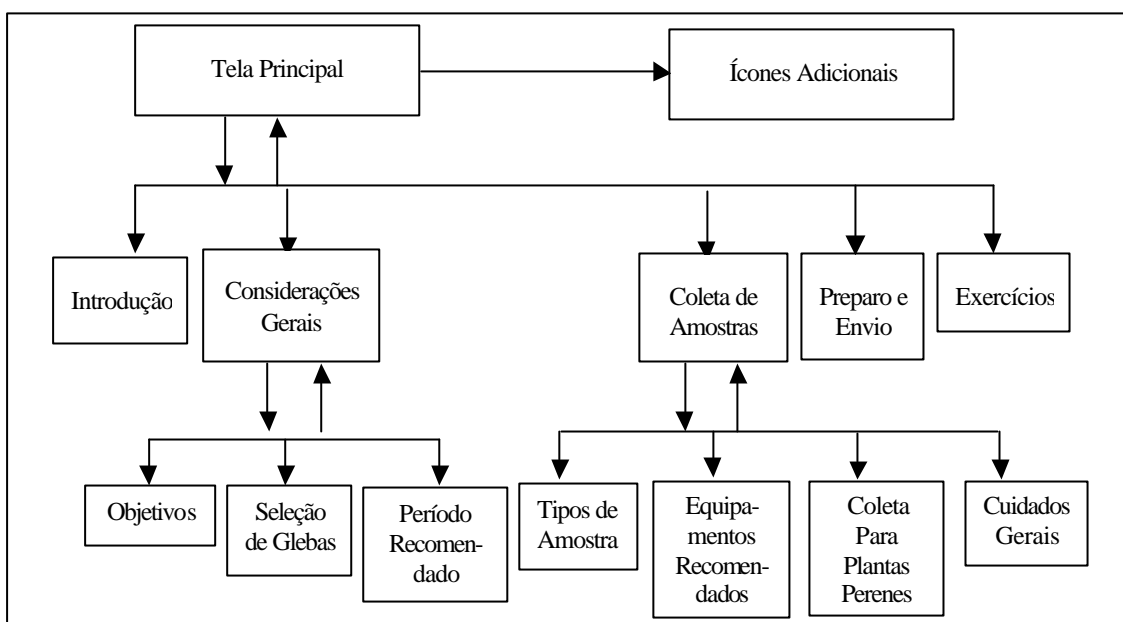 Tela Principal
Ícones Adicionais
Introdução
Considerações
Gerais
Coleta de
Amostras
Preparo e
Envio
Exercícios
Objetivos
Seleção
de Glebas
Período
Recomen-
dado
Tipos de
Amostra
Equipa-
mentos
Recomen-
dados
Coleta
Para
Plantas
Perenes
Cuidados
Gerais